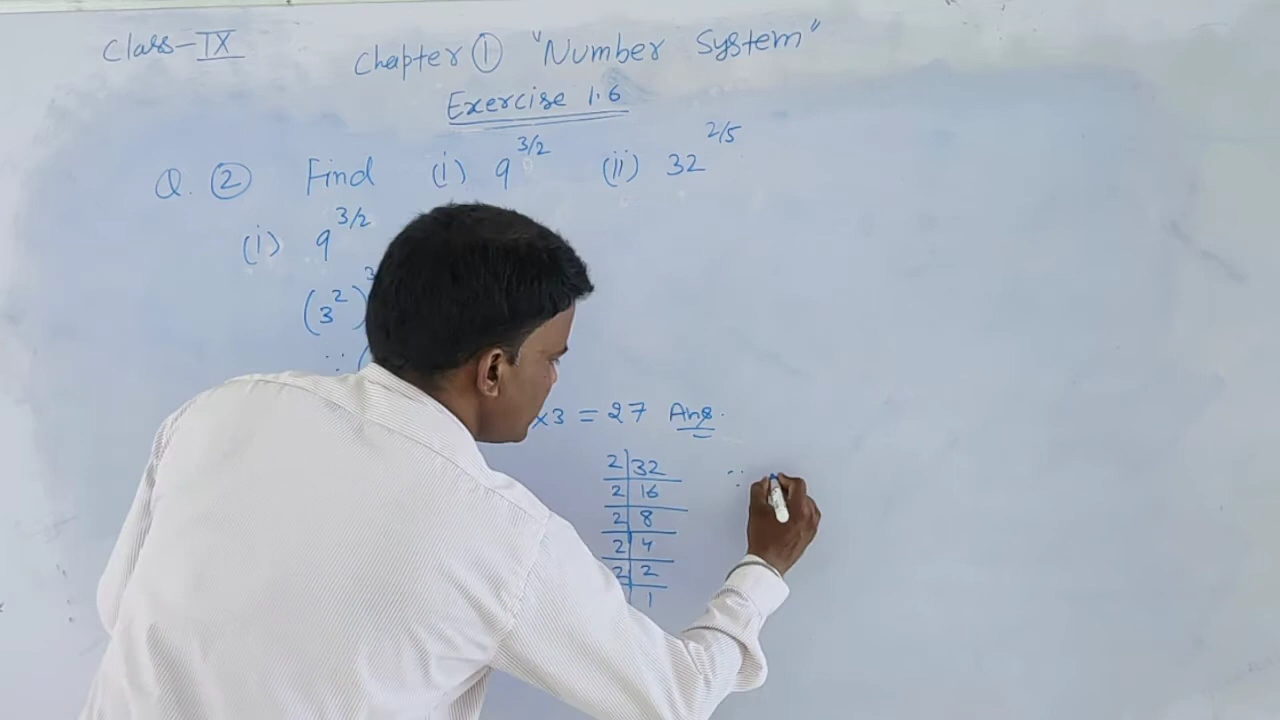 Class-IX
Chapter ① "Number System"
Exercise 1.6
Q. ② Find (i) 9^3/2 (ii) 32^2/5
(i) 9^3/2
(3^2)
∵ (
×3 = 27 Ans.
2|32
2|16
2|8
2|4
2|2
|1
∵